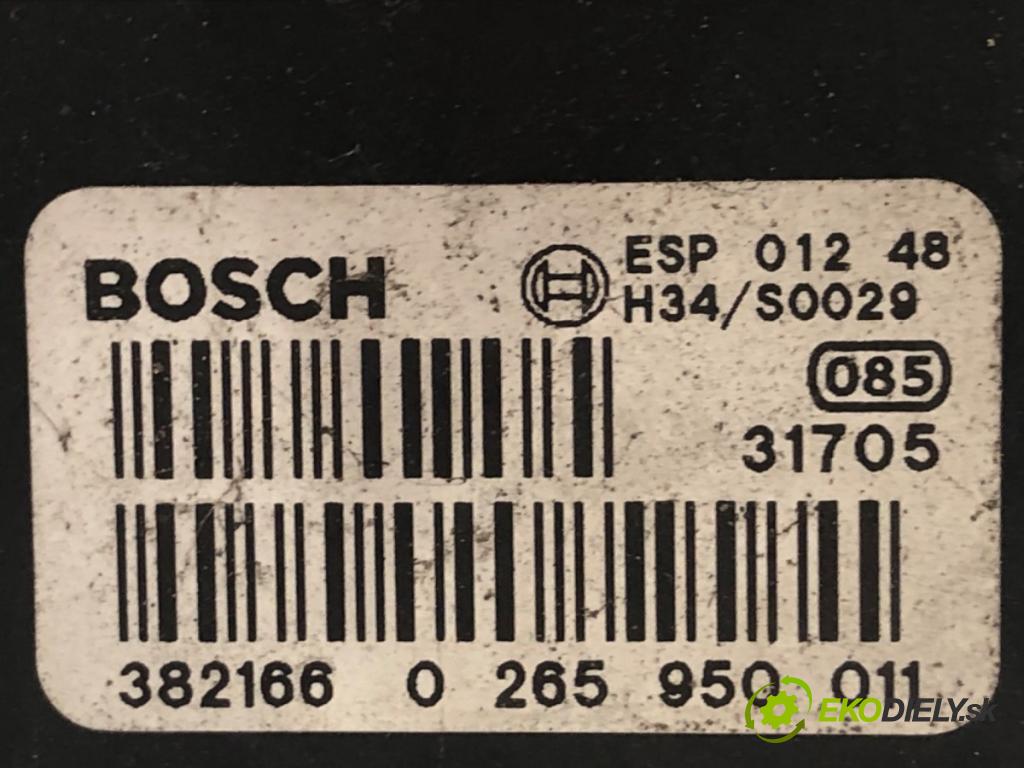 BOSCH
ESP 012 48
H34/S0029
085
31705
382166 0 265 950 011
EKODIELY.sk